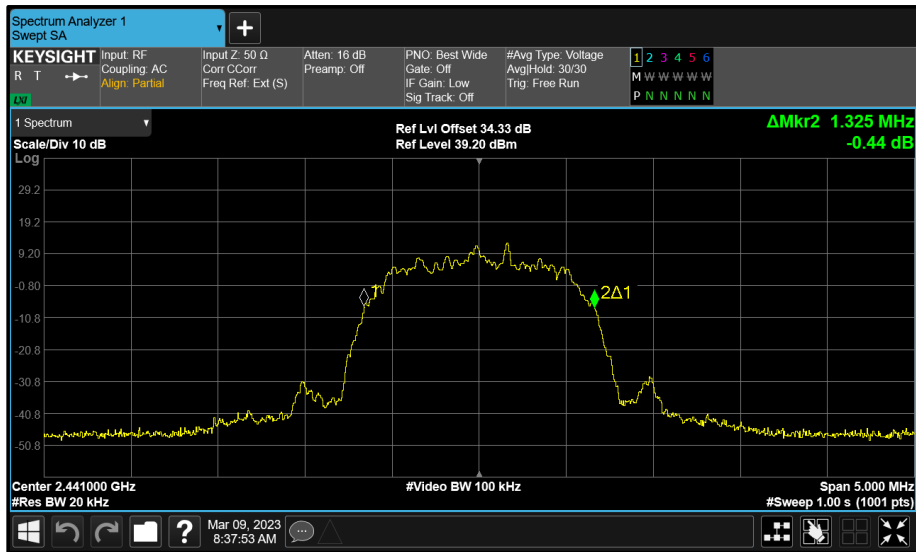 Spectrum Analyzer 1
Swept SA
KEYSIGHT
R T
LXI
Input: RF
Coupling: AC
Align: Partial
Input Z: 50 Ω
Corr CCorr
Freq Ref: Ext (S)
Atten: 16 dB
Preamp: Off
PNO: Best Wide
Gate: Off
IF Gain: Low
Sig Track: Off
#Avg Type: Voltage
Avg|Hold: 30/30
Trig: Free Run
1 2 3 4 5 6
M W W W W W
P N N N N N
1 Spectrum
Scale/Div 10 dB
Ref Lvl Offset 34.33 dB
Ref Level 39.20 dBm
ΔMkr2 1.325 MHz
-0.44 dB
Log
29.2
19.2
9.20
-0.80
-10.8
-20.8
-30.8
-40.8
-50.8
1
2Δ1
Center 2.441000 GHz
#Res BW 20 kHz
#Video BW 100 kHz
Span 5.000 MHz
#Sweep 1.00 s (1001 pts)
?
Mar 09, 2023
8:37:53 AM